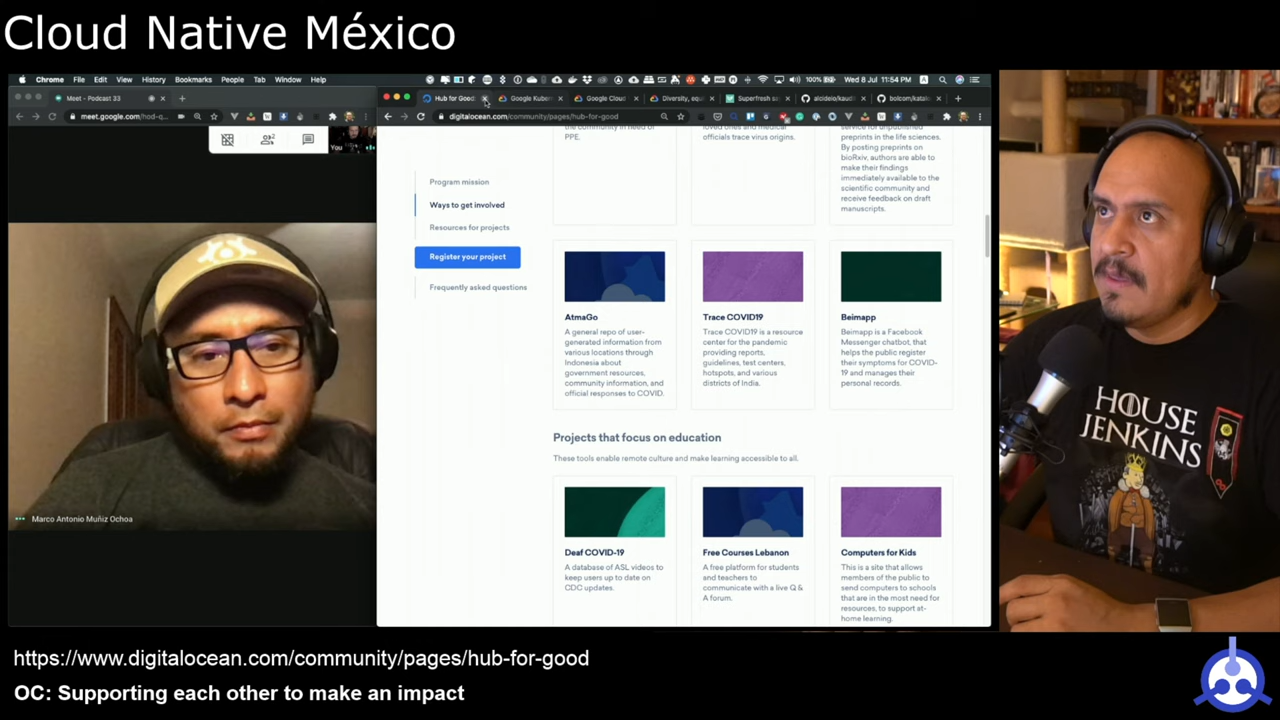 Cloud Native México
Chrome File Edit View History Bookmarks People Tab Window Help
100% Wed 8 Jul 11:54 PM
Meet - Podcast 33
Hub for Good
Google Kubern
Google Cloud
Diversity, equ
Superfresh se
alcideio/kaud
bolcom/katalo
meet.google.com/hod-q
digitalocean.com/community/pages/hub-for-good
You
Program mission
Ways to get involved
Resources for projects
Register your project
Frequently asked questions
the community in need of
PPE.
loved ones and medical
officials trace virus origins.
service for unpublished
preprints in the life sciences.
By posting preprints on
bioRxiv, authors are able to
make their findings
immediately available to the
scientific community and
receive feedback on draft
manuscripts.
AtmaGo
A general repo of user-
generated information from
various locations through
Indonesia about
government resources,
community information, and
official responses to COVID.
Trace COVID19
Trace COVID19 is a resource
center for the pandemic
providing reports,
guidelines, test centers,
hotspots, and various
districts of India.
Beimapp
Beimapp is a Facebook
Messenger chatbot, that
helps the public register
their symptoms for COVID-
19 and manages their
personal records.
Projects that focus on education
These tools enable remote culture and make learning accessible to all.
Deaf COVID-19
A database of ASL videos to
keep users up to date on
CDC updates.
Free Courses Lebanon
A free platform for students
and teachers to
communicate with a live Q &
A forum.
Computers for Kids
This is a site that allows
members of the public to
send computers to schools
that are in the most need for
resources, to support at-
home learning.
Marco Antonio Muñiz Ochoa
HOUSE
JENKINS
https://www.digitalocean.com/community/pages/hub-for-good
OC: Supporting each other to make an impact